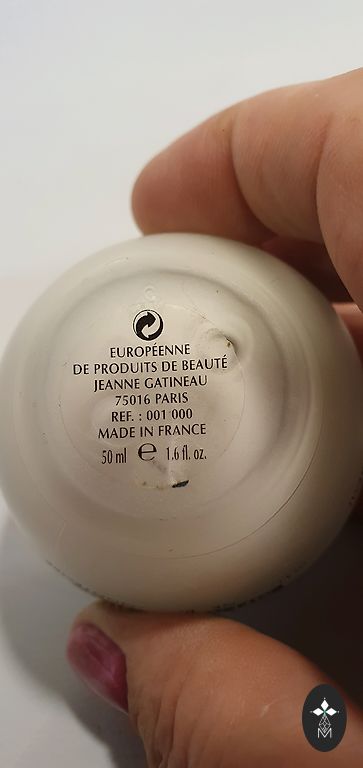 EUROPÉENNE
DE PRODUITS DE BEAUTÉ
JEANNE GATINEAU
75016 PARIS
REF. : 001 000
MADE IN FRANCE
50 ml ℮ 1.6 fl. oz.